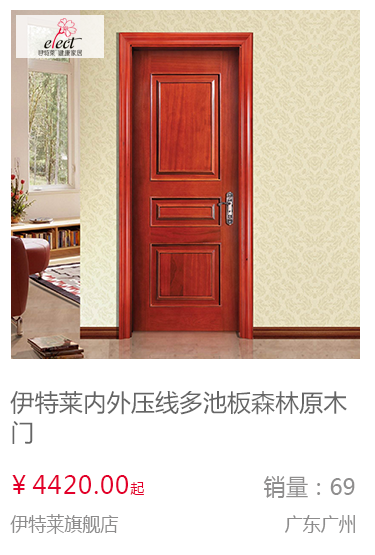 elect
伊特莱 健康家居
伊特莱内外压线多池板森林原木
门
¥ 4420.00起
销量：69
伊特莱旗舰店
广东广州